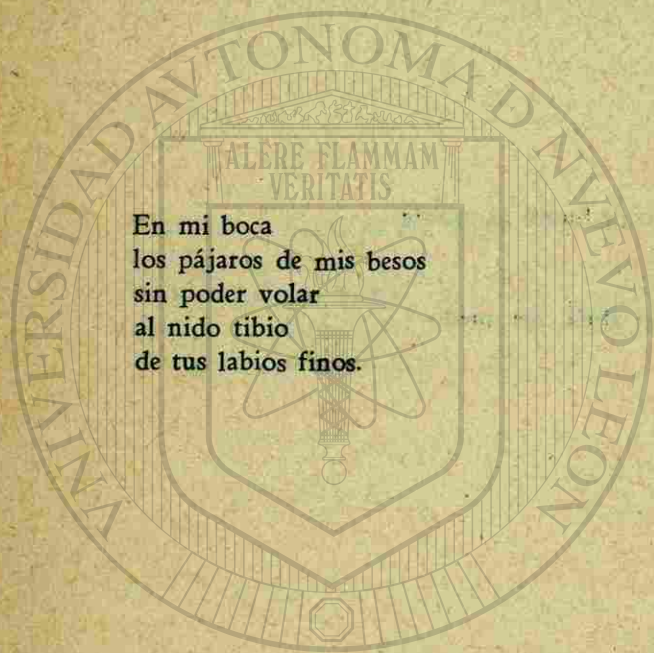 UNIVERSIDAD AUTONOMA D NUEVO LEON
ALERE FLAMMAM
VERITATIS
En mi boca
los pájaros de mis besos
sin poder volar
al nido tibio
de tus labios finos.